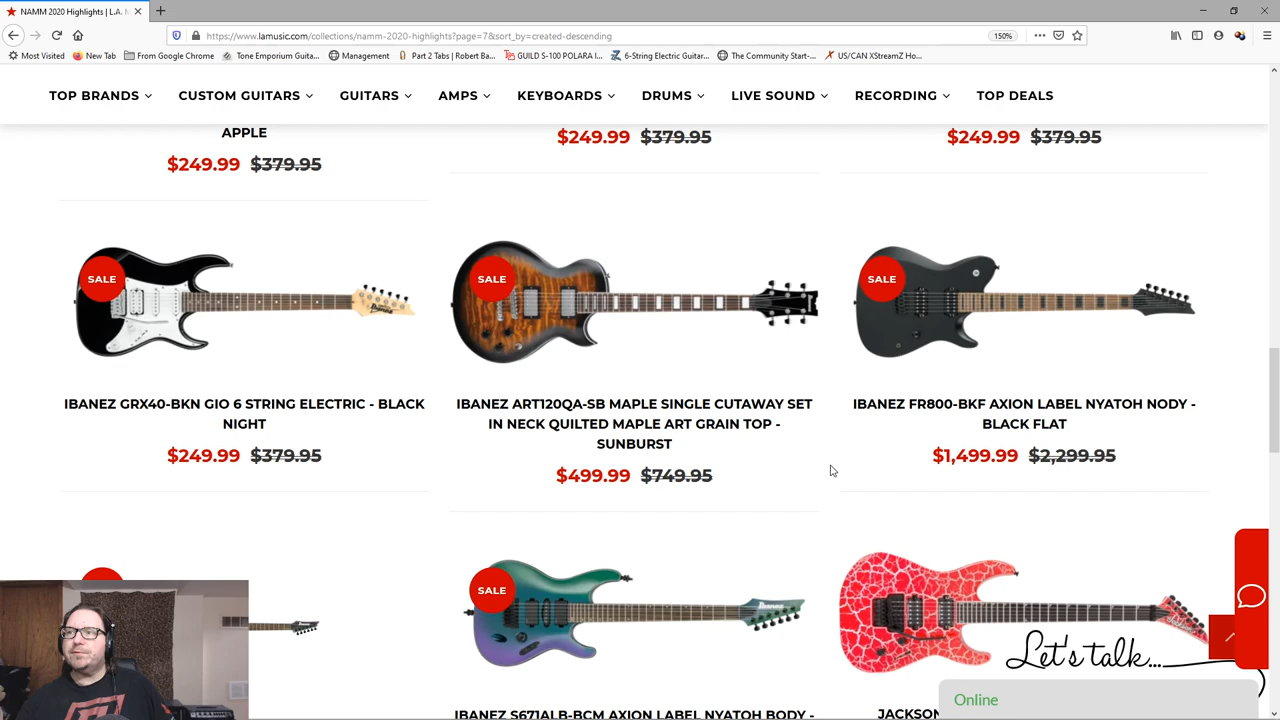 NAMM 2020 Highlights | L.A. M
https://www.lamusic.com/collections/namm-2020-highlights?page=7&sort_by=created-descending
150%
Most Visited New Tab From Google Chrome Tone Emporium Guita... Management Part 2 Tabs | Robert Ba... GUILD S-100 POLARA I... 6-String Electric Guitar... The Community Start-... US/CAN XStreamZ Ho...
TOP BRANDS CUSTOM GUITARS GUITARS AMPS KEYBOARDS DRUMS LIVE SOUND RECORDING TOP DEALS
APPLE
$249.99 $379.95
$249.99 $379.95
$249.99 $379.95
SALE
IBANEZ GRX40-BKN GIO 6 STRING ELECTRIC - BLACK
NIGHT
$249.99 $379.95
SALE
IBANEZ ART120QA-SB MAPLE SINGLE CUTAWAY SET
IN NECK QUILTED MAPLE ART GRAIN TOP -
SUNBURST
$499.99 $749.95
SALE
IBANEZ FR800-BKF AXION LABEL NYATOH NODY -
BLACK FLAT
$1,499.99 $2,299.95
SALE
IBANEZ S671ALB-BCM AXION LABEL NYATOH BODY -
JACKSON
Let's talk...
Online